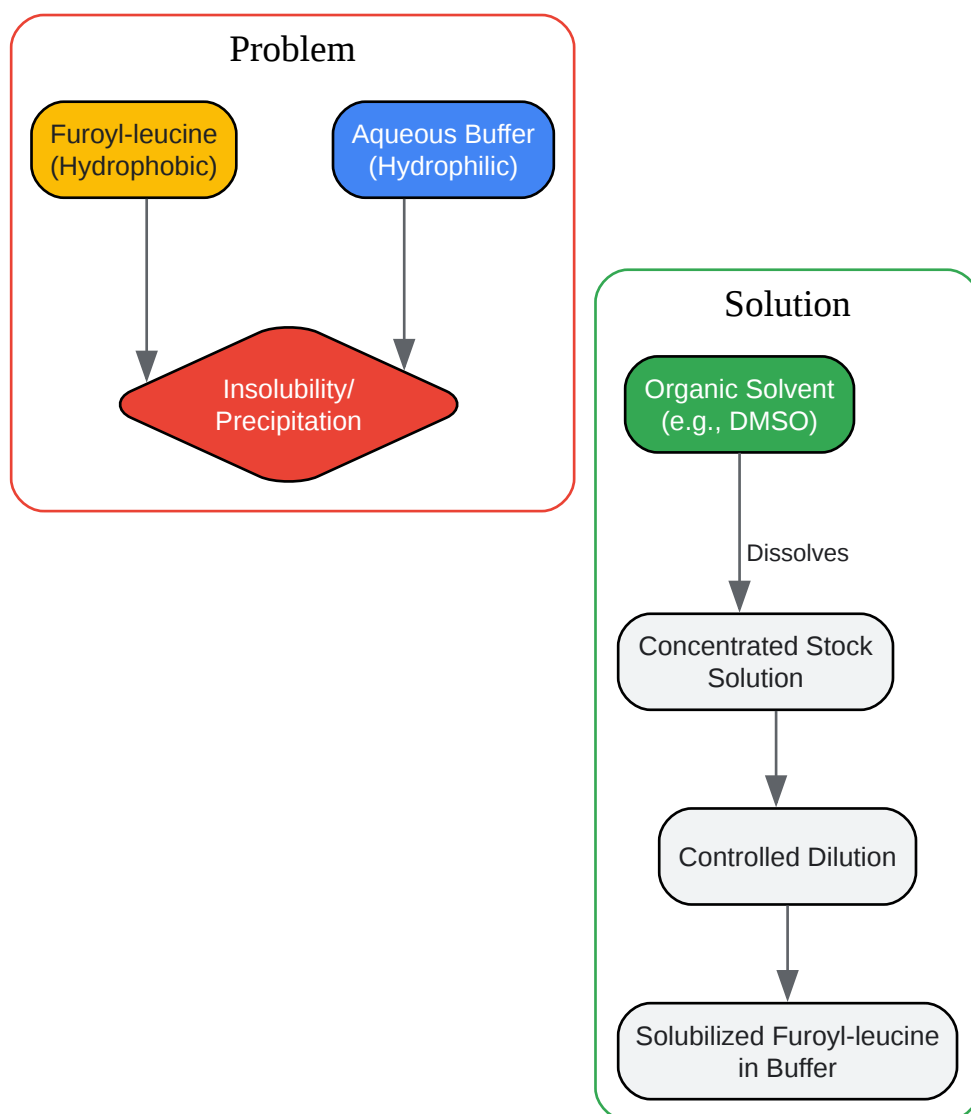 Problem
Furoyl-leucine
(Hydrophobic)
Aqueous Buffer
(Hydrophilic)
Insolubility/
Precipitation
Solution
Organic Solvent
(e.g., DMSO)
Dissolves
Concentrated Stock
Solution
Controlled Dilution
Solubilized Furoyl-leucine
in Buffer